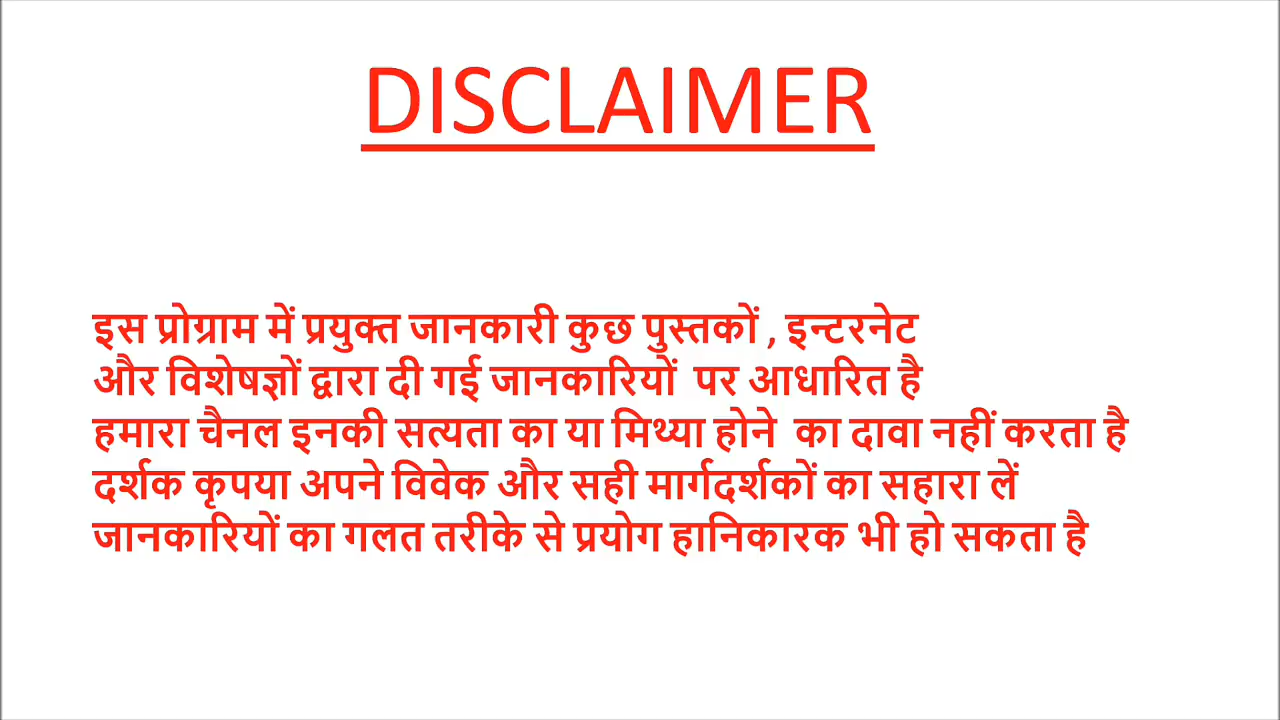 DISCLAIMER
इस प्रोग्राम में प्रयुक्त जानकारी कुछ पुस्तकों , इन्टरनेट
और विशेषज्ञों द्वारा दी गई जानकारियों पर आधारित है
हमारा चैनल इनकी सत्यता का या मिथ्या होने का दावा नहीं करता है
दर्शक कृपया अपने विवेक और सही मार्गदर्शकों का सहारा लें
जानकारियों का गलत तरीके से प्रयोग हानिकारक भी हो सकता है